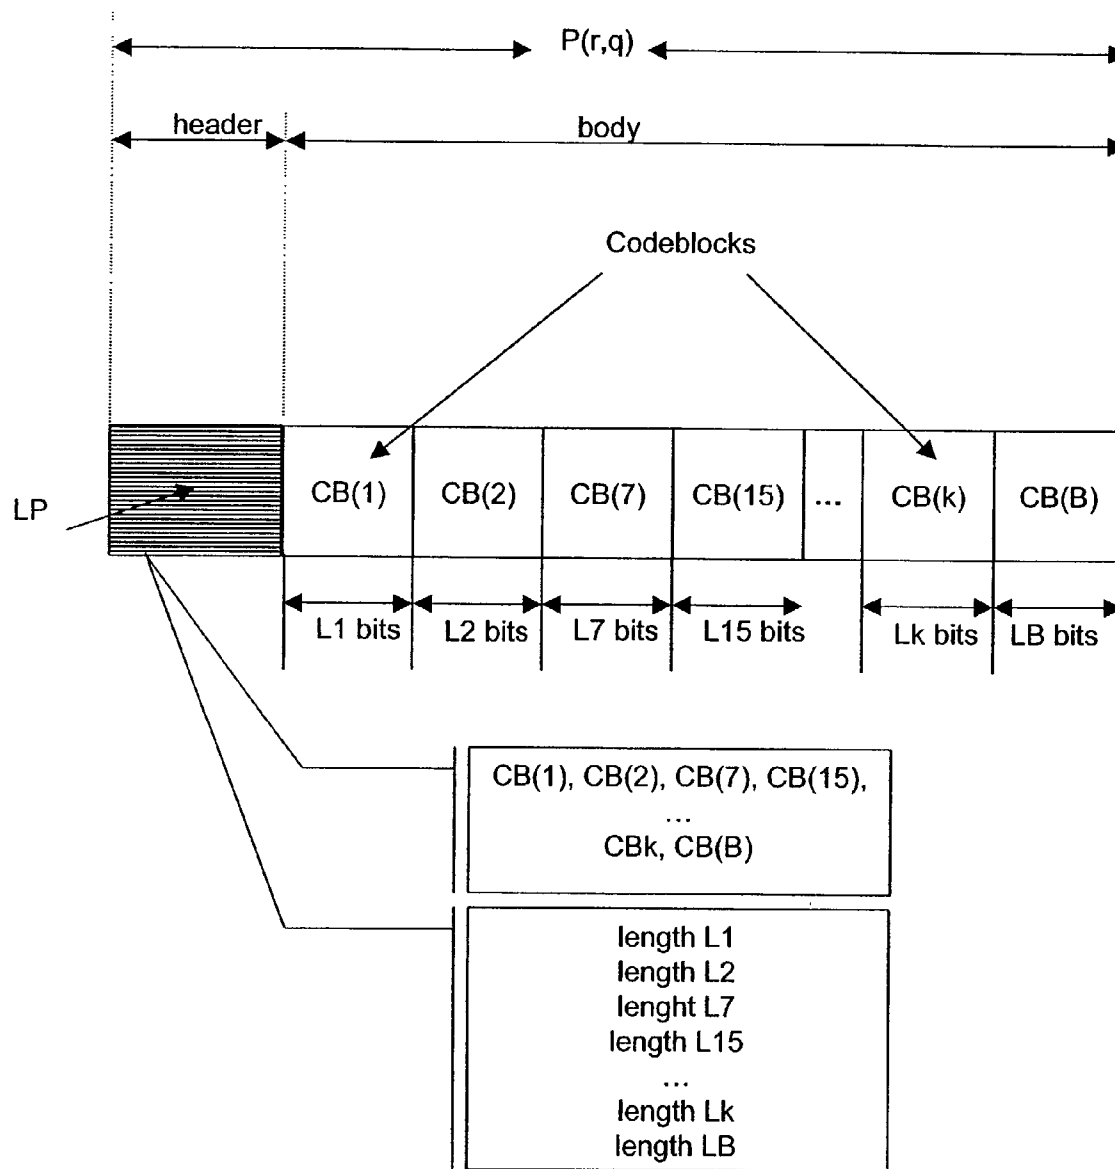 P(r,q)
header
body
Codeblocks
LP
CB(1)
CB(2)
CB(7)
CB(15)
...
CB(k)
CB(B)
L1 bits
L2 bits
L7 bits
L15 bits
Lk bits
LB bits
CB(1), CB(2), CB(7), CB(15),
...
CBk, CB(B)
length L1
length L2
lenght L7
length L15
...
length Lk
length LB